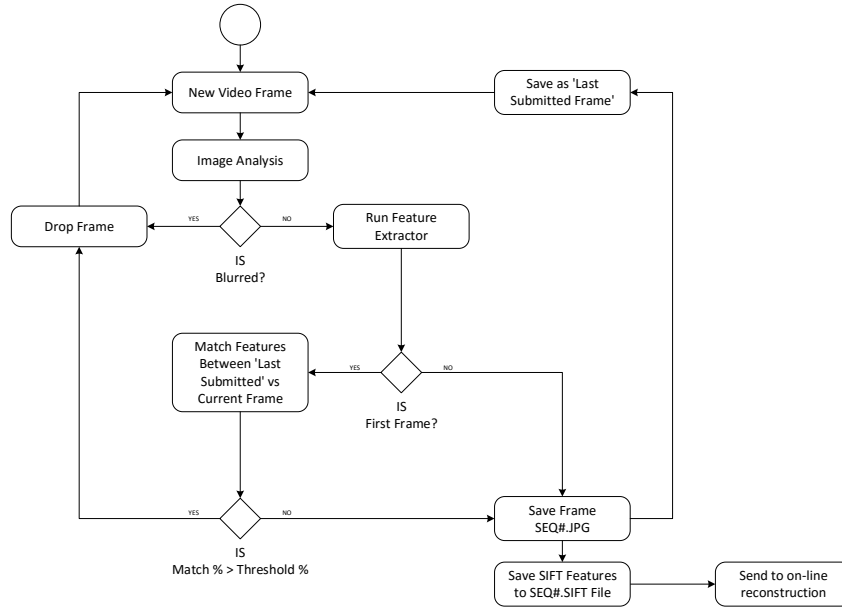 New Video Frame
Save as 'Last
Submitted Frame'
Image Analysis
Drop Frame
YES
NO
Run Feature
Extractor
IS
Blurred?
Match Features
Between 'Last
Submitted' vs
Current Frame
YES
NO
IS
First Frame?
YES
NO
Save Frame
SEQ#.JPG
IS
Match % > Threshold %
Save SIFT Features
to SEQ#.SIFT File
Send to on-line
reconstruction